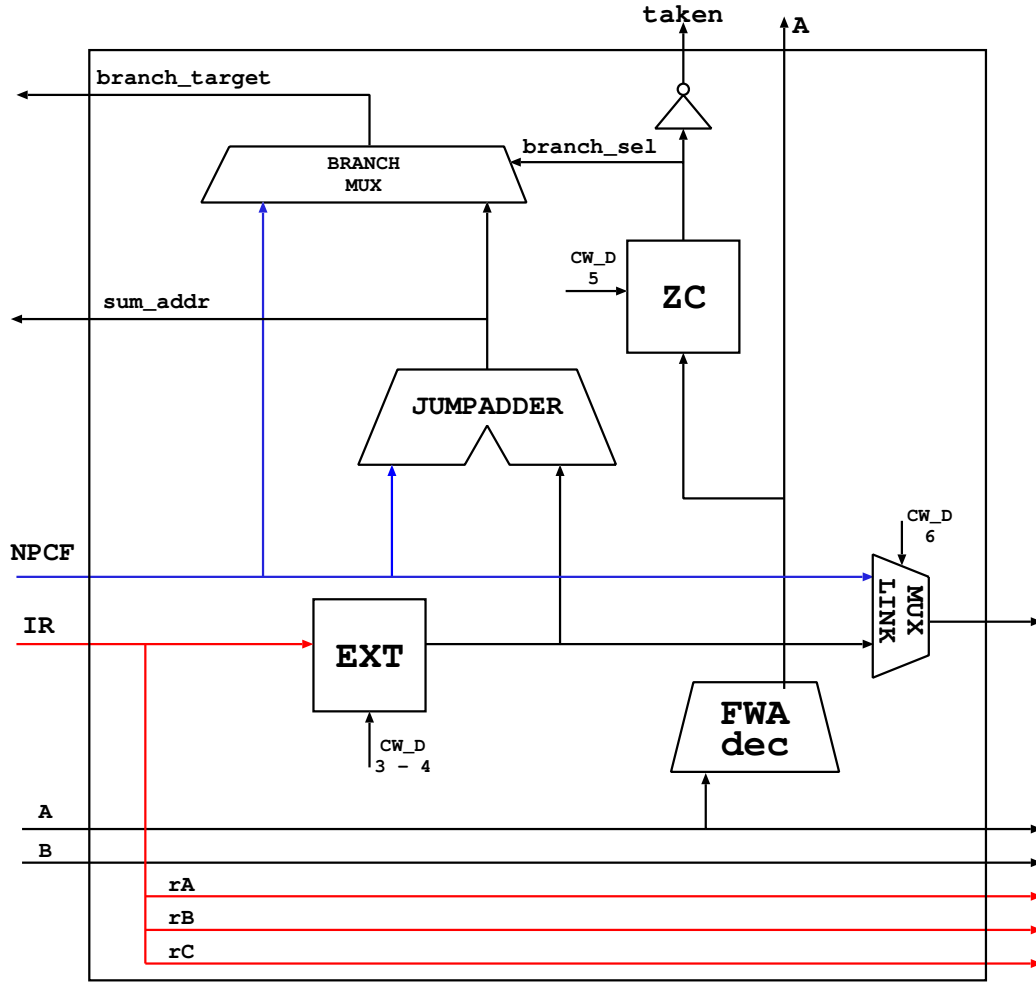 taken
A
branch_target
branch_sel
BRANCH
MUX
CW_D
5
ZC
sum_addr
JUMPADDER
CW_D
6
NPCF
MUX
LINK
IR
EXT
FWA
dec
CW_D
3 - 4
A
B
rA
rB
rC